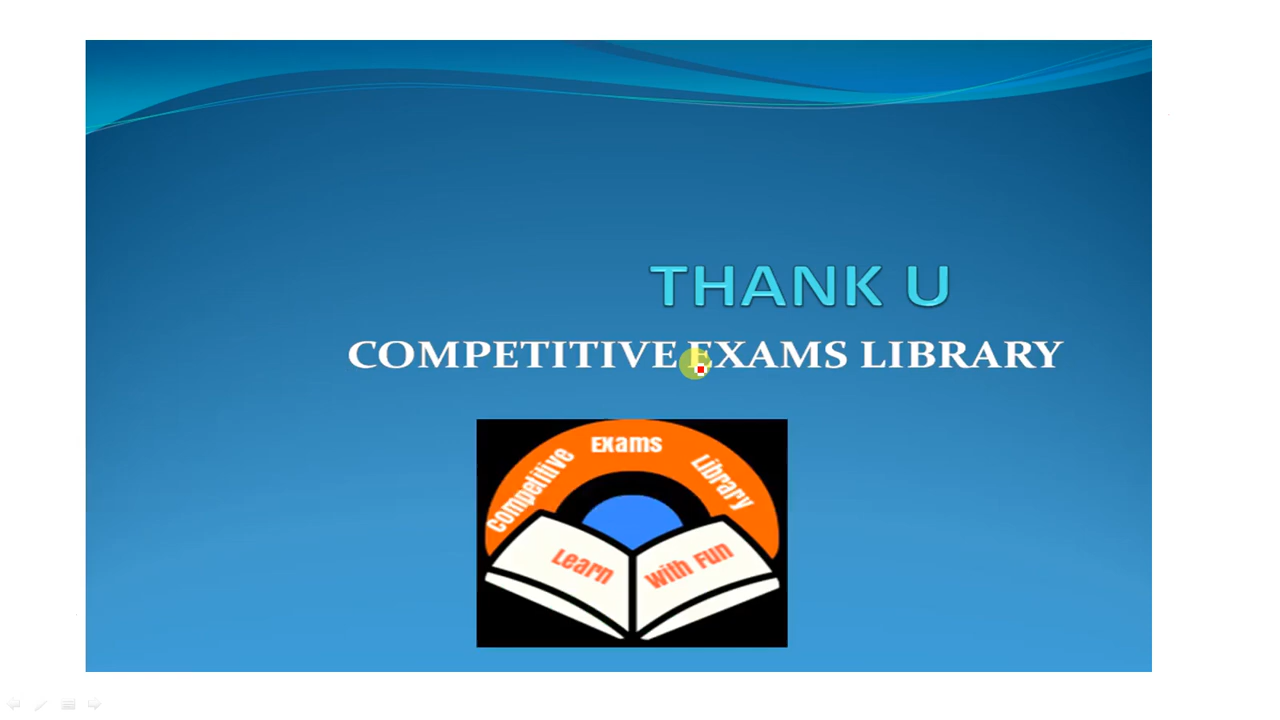 THANK U
COMPETITIVE EXAMS LIBRARY
Competitive Exams Library
Learn With Fun